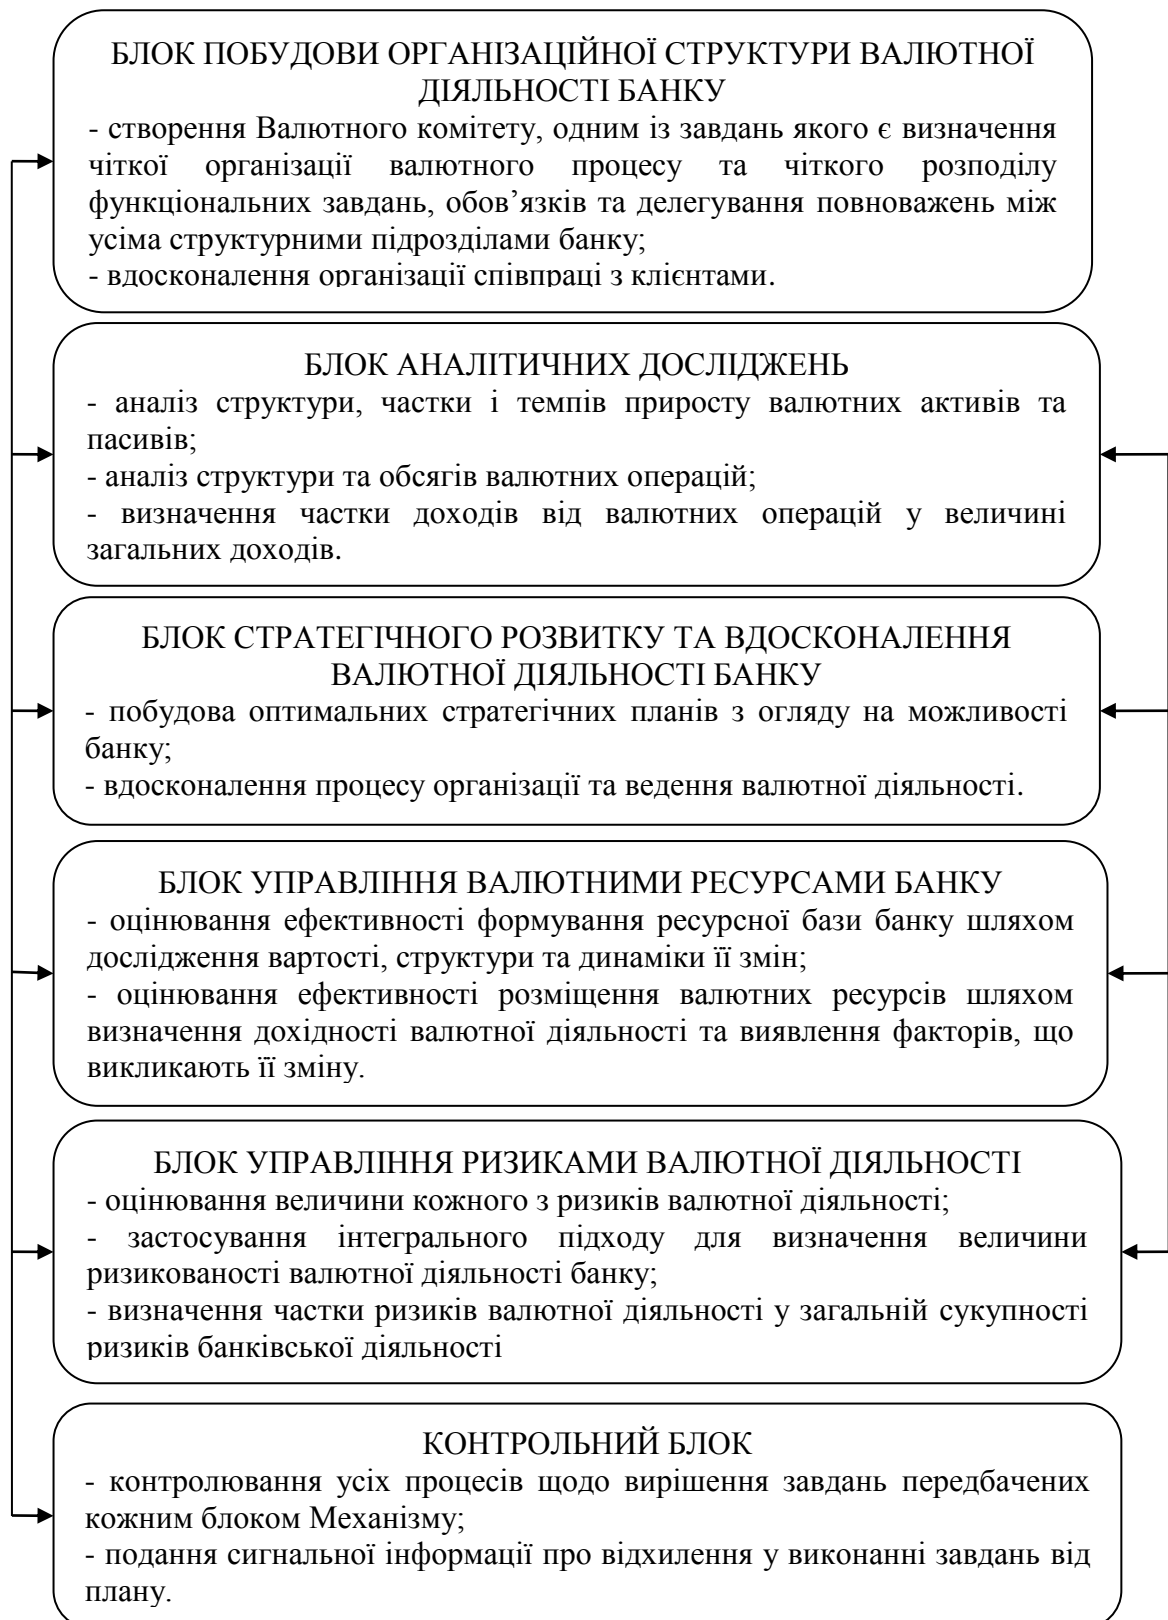 БЛОК ПОБУДОВИ ОРГАНІЗАЦІЙНОЇ СТРУКТУРИ ВАЛЮТНОЇ
ДІЯЛЬНОСТІ БАНКУ
- створення Валютного комітету, одним із завдань якого є визначення
чіткої організації валютного процесу та чіткого розподілу
функціональних завдань, обов’язків та делегування повноважень між
усіма структурними підрозділами банку;
- вдосконалення організації співпраці з клієнтами.
БЛОК АНАЛІТИЧНИХ ДОСЛІДЖЕНЬ
- аналіз структури, частки і темпів приросту валютних активів та
пасивів;
- аналіз структури та обсягів валютних операцій;
- визначення частки доходів від валютних операцій у величині
загальних доходів.
БЛОК СТРАТЕГІЧНОГО РОЗВИТКУ ТА ВДОСКОНАЛЕННЯ
ВАЛЮТНОЇ ДІЯЛЬНОСТІ БАНКУ
- побудова оптимальних стратегічних планів з огляду на можливості
банку;
- вдосконалення процесу організації та ведення валютної діяльності.
БЛОК УПРАВЛІННЯ ВАЛЮТНИМИ РЕСУРСАМИ БАНКУ
- оцінювання ефективності формування ресурсної бази банку шляхом
дослідження вартості, структури та динаміки її змін;
- оцінювання ефективності розміщення валютних ресурсів шляхом
визначення дохідності валютної діяльності та виявлення факторів, що
викликають її зміну.
БЛОК УПРАВЛІННЯ РИЗИКАМИ ВАЛЮТНОЇ ДІЯЛЬНОСТІ
- оцінювання величини кожного з ризиків валютної діяльності;
- застосування інтегрального підходу для визначення величини
ризикованості валютної діяльності банку;
- визначення частки ризиків валютної діяльності у загальній сукупності
ризиків банківської діяльності
КОНТРОЛЬНИЙ БЛОК
- контролювання усіх процесів щодо вирішення завдань передбачених
кожним блоком Механізму;
- подання сигнальної інформації про відхилення у виконанні завдань від
плану.